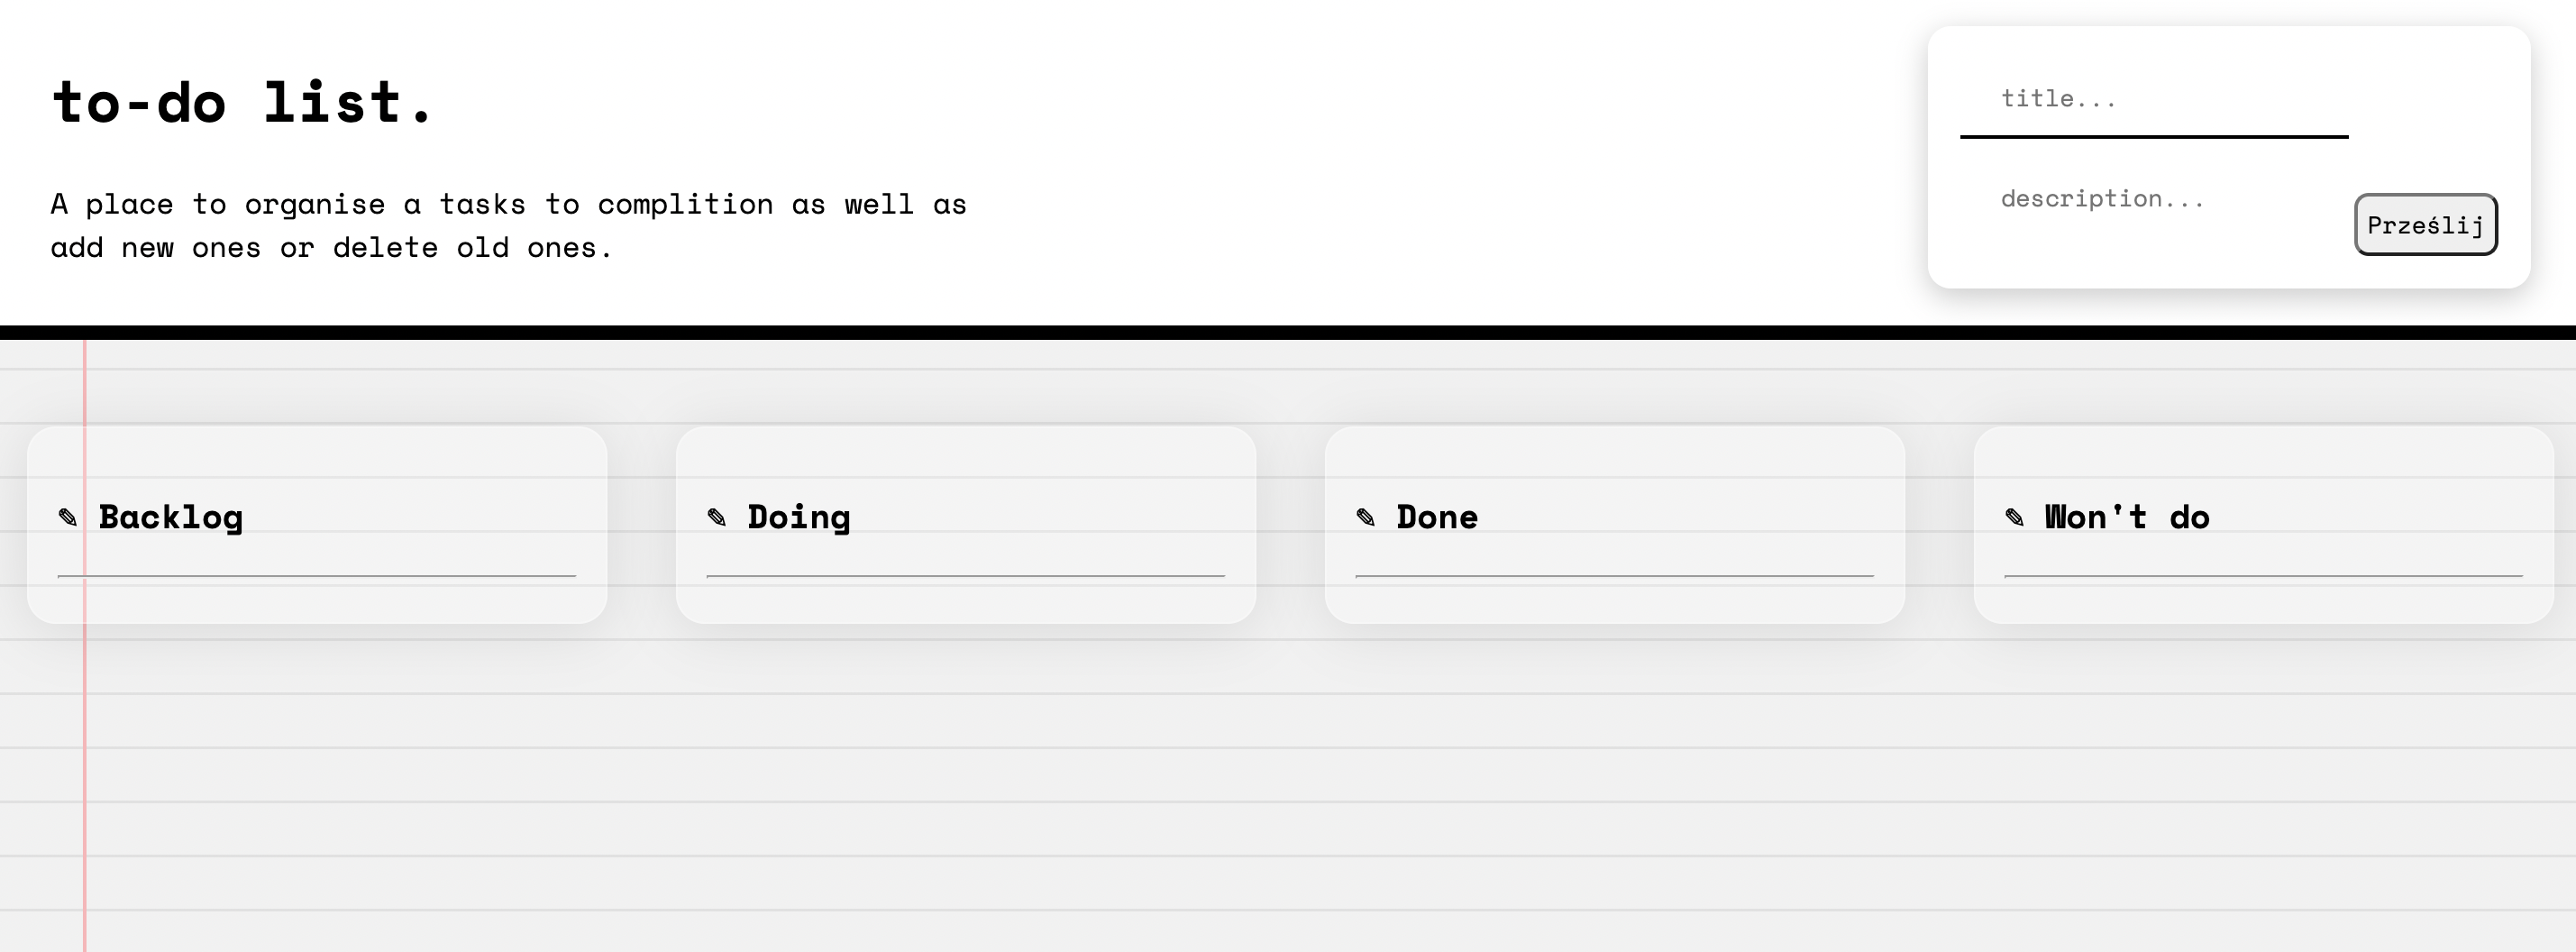 to-do list.
A place to organise a tasks to complition as well as
add new ones or delete old ones.
title...
description...
Prześlij
✎ Backlog
✎ Doing
✎ Done
✎ Won't do